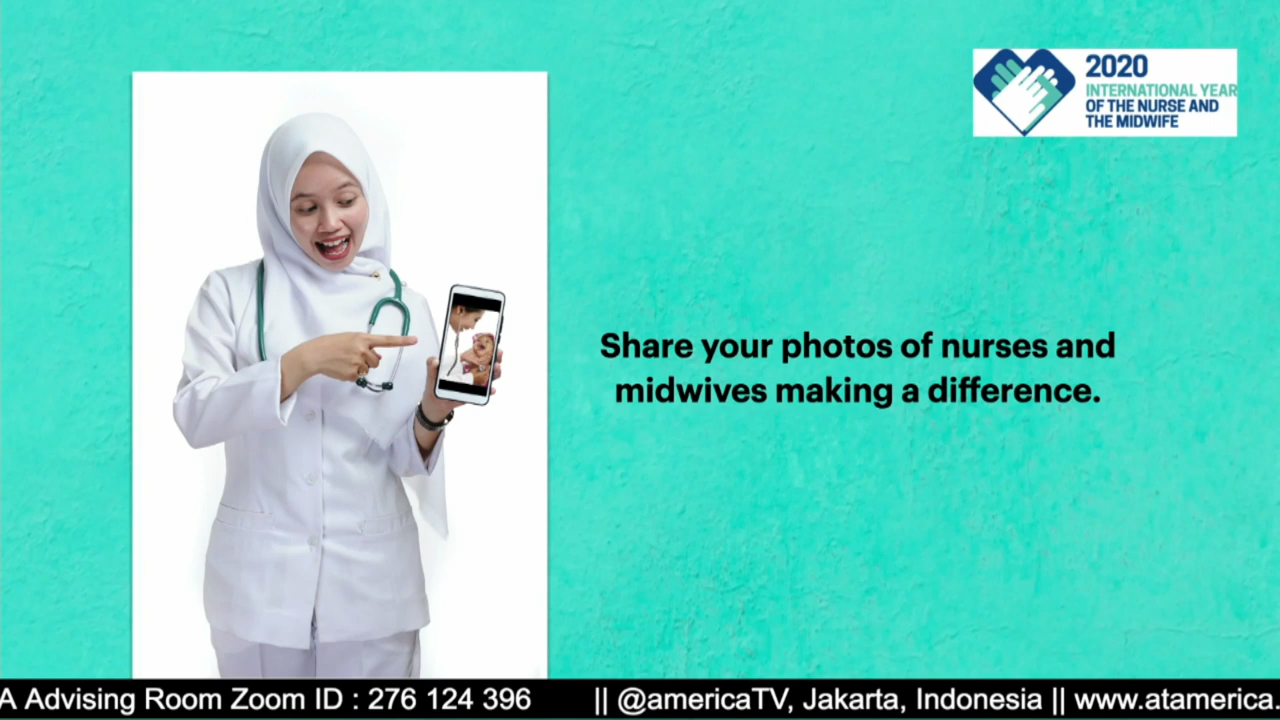 2020
INTERNATIONAL YEAR
OF THE NURSE AND
THE MIDWIFE
Share your photos of nurses and
midwives making a difference.
A Advising Room Zoom ID : 276 124 396 || @americaTV, Jakarta, Indonesia || www.atamerica.